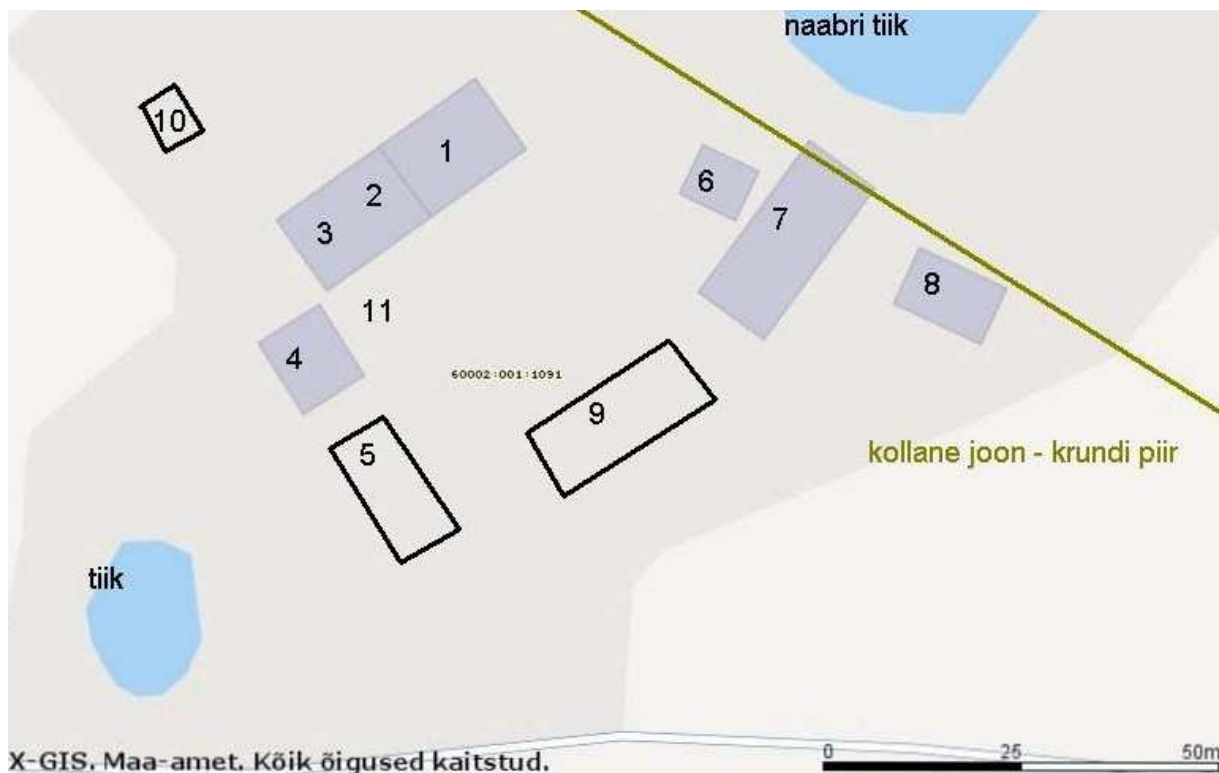 naabri tiik
10
1
2
3
6
7
8
11
4
60002:001:1091
9
5
kollane joon - krundi piir
tiik
X-GIS. Maa-amet. Kõik õigused kaitstud.
0 25 50m